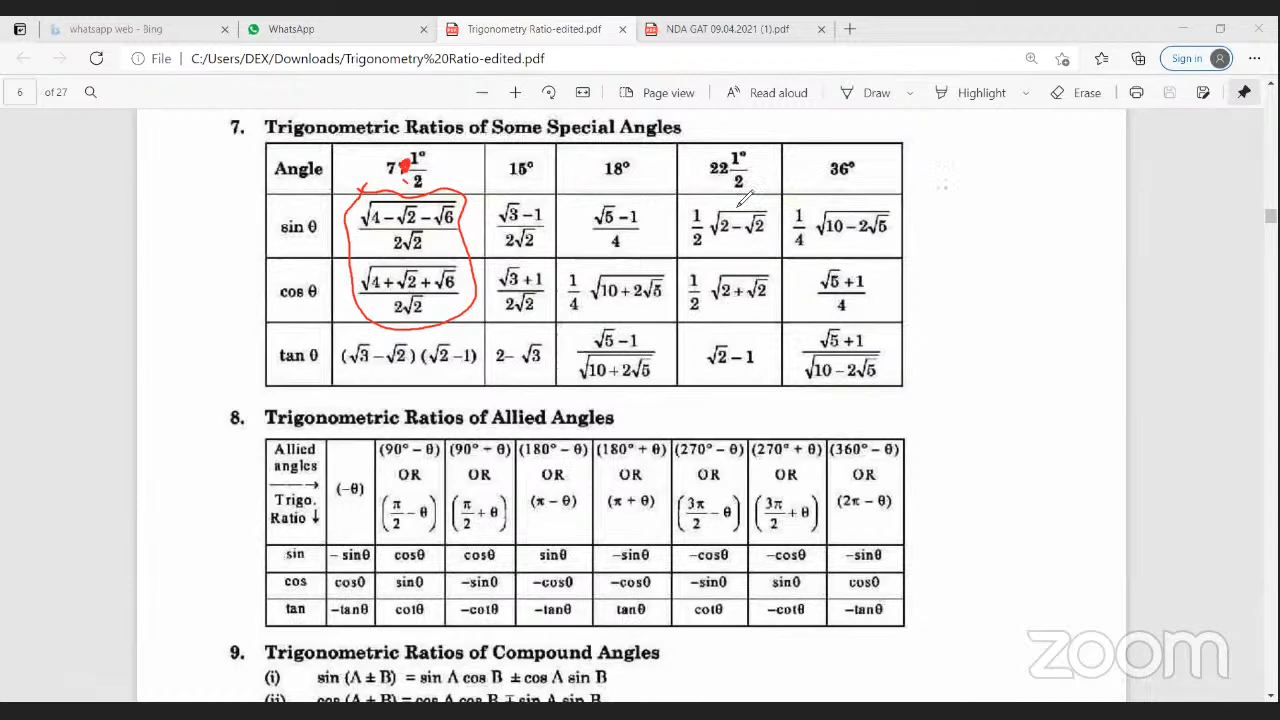 whatsapp web - Bing
WhatsApp
Trigonometry Ratio-edited.pdf
NDA GAT 09.04.2021 (1).pdf
File
C:/Users/DEX/Downloads/Trigonometry%20Ratio-edited.pdf
Sign in
6 of 27
Page view
Read aloud
Draw
Highlight
Erase
7. Trigonometric Ratios of Some Special Angles
Angle 7 1°/2 15° 18° 22 1°/2 36°
sin θ √(4−√2−√6)/2√2 (√3−1)/2√2 (√5−1)/4 1/2 √(2−√2) 1/4 √(10−2√5)
cos θ √(4+√2+√6)/2√2 (√3+1)/2√2 1/4 √(10+2√5) 1/2 √(2+√2) (√5+1)/4
tan θ (√3−√2)(√2−1) 2−√3 (√5−1)/√(10+2√5) √2−1 (√5+1)/√(10−2√5)
8. Trigonometric Ratios of Allied Angles
Allied angles → Trigo. Ratio ↓ (−θ) (90° − θ) OR (π/2 − θ) (90° + θ) OR (π/2 + θ) (180° − θ) OR (π − θ) (180° + θ) OR (π + θ) (270° − θ) OR (3π/2 − θ) (270° + θ) OR (3π/2 + θ) (360° − θ) OR (2π − θ)
sin − sinθ cosθ cosθ sinθ −sinθ −cosθ −cosθ −sinθ
cos cosθ sinθ −sinθ −cosθ −cosθ −sinθ sinθ cosθ
tan −tanθ cotθ −cotθ −tanθ tanθ cotθ −cotθ −tanθ
9. Trigonometric Ratios of Compound Angles
(i) sin (A ± B) = sin A cos B ± cos A sin B
(ii) cos (A ± B) = cos A cos B ∓ sin A sin B
zoom